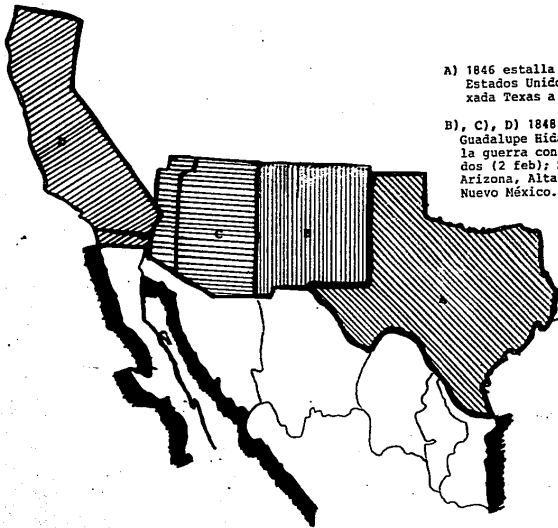 A) 1846 estalla
Estados Unido
xada Texas a
B), C), D) 1848
Guadalupe Hid
la guerra con
dos (2 feb);
Arizona, Alta
Nuevo México.
D
C
B
A